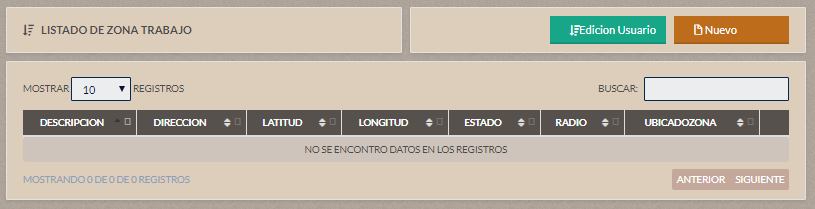 LISTADO DE ZONA TRABAJO
Edicion Usuario
Nuevo
MOSTRAR 10 REGISTROS
BUSCAR:
DESCRIPCION DIRECCION LATITUD LONGITUD ESTADO RADIO UBICADOZONA
NO SE ENCONTRO DATOS EN LOS REGISTROS
MOSTRANDO 0 DE 0 DE 0 REGISTROS
ANTERIOR SIGUIENTE